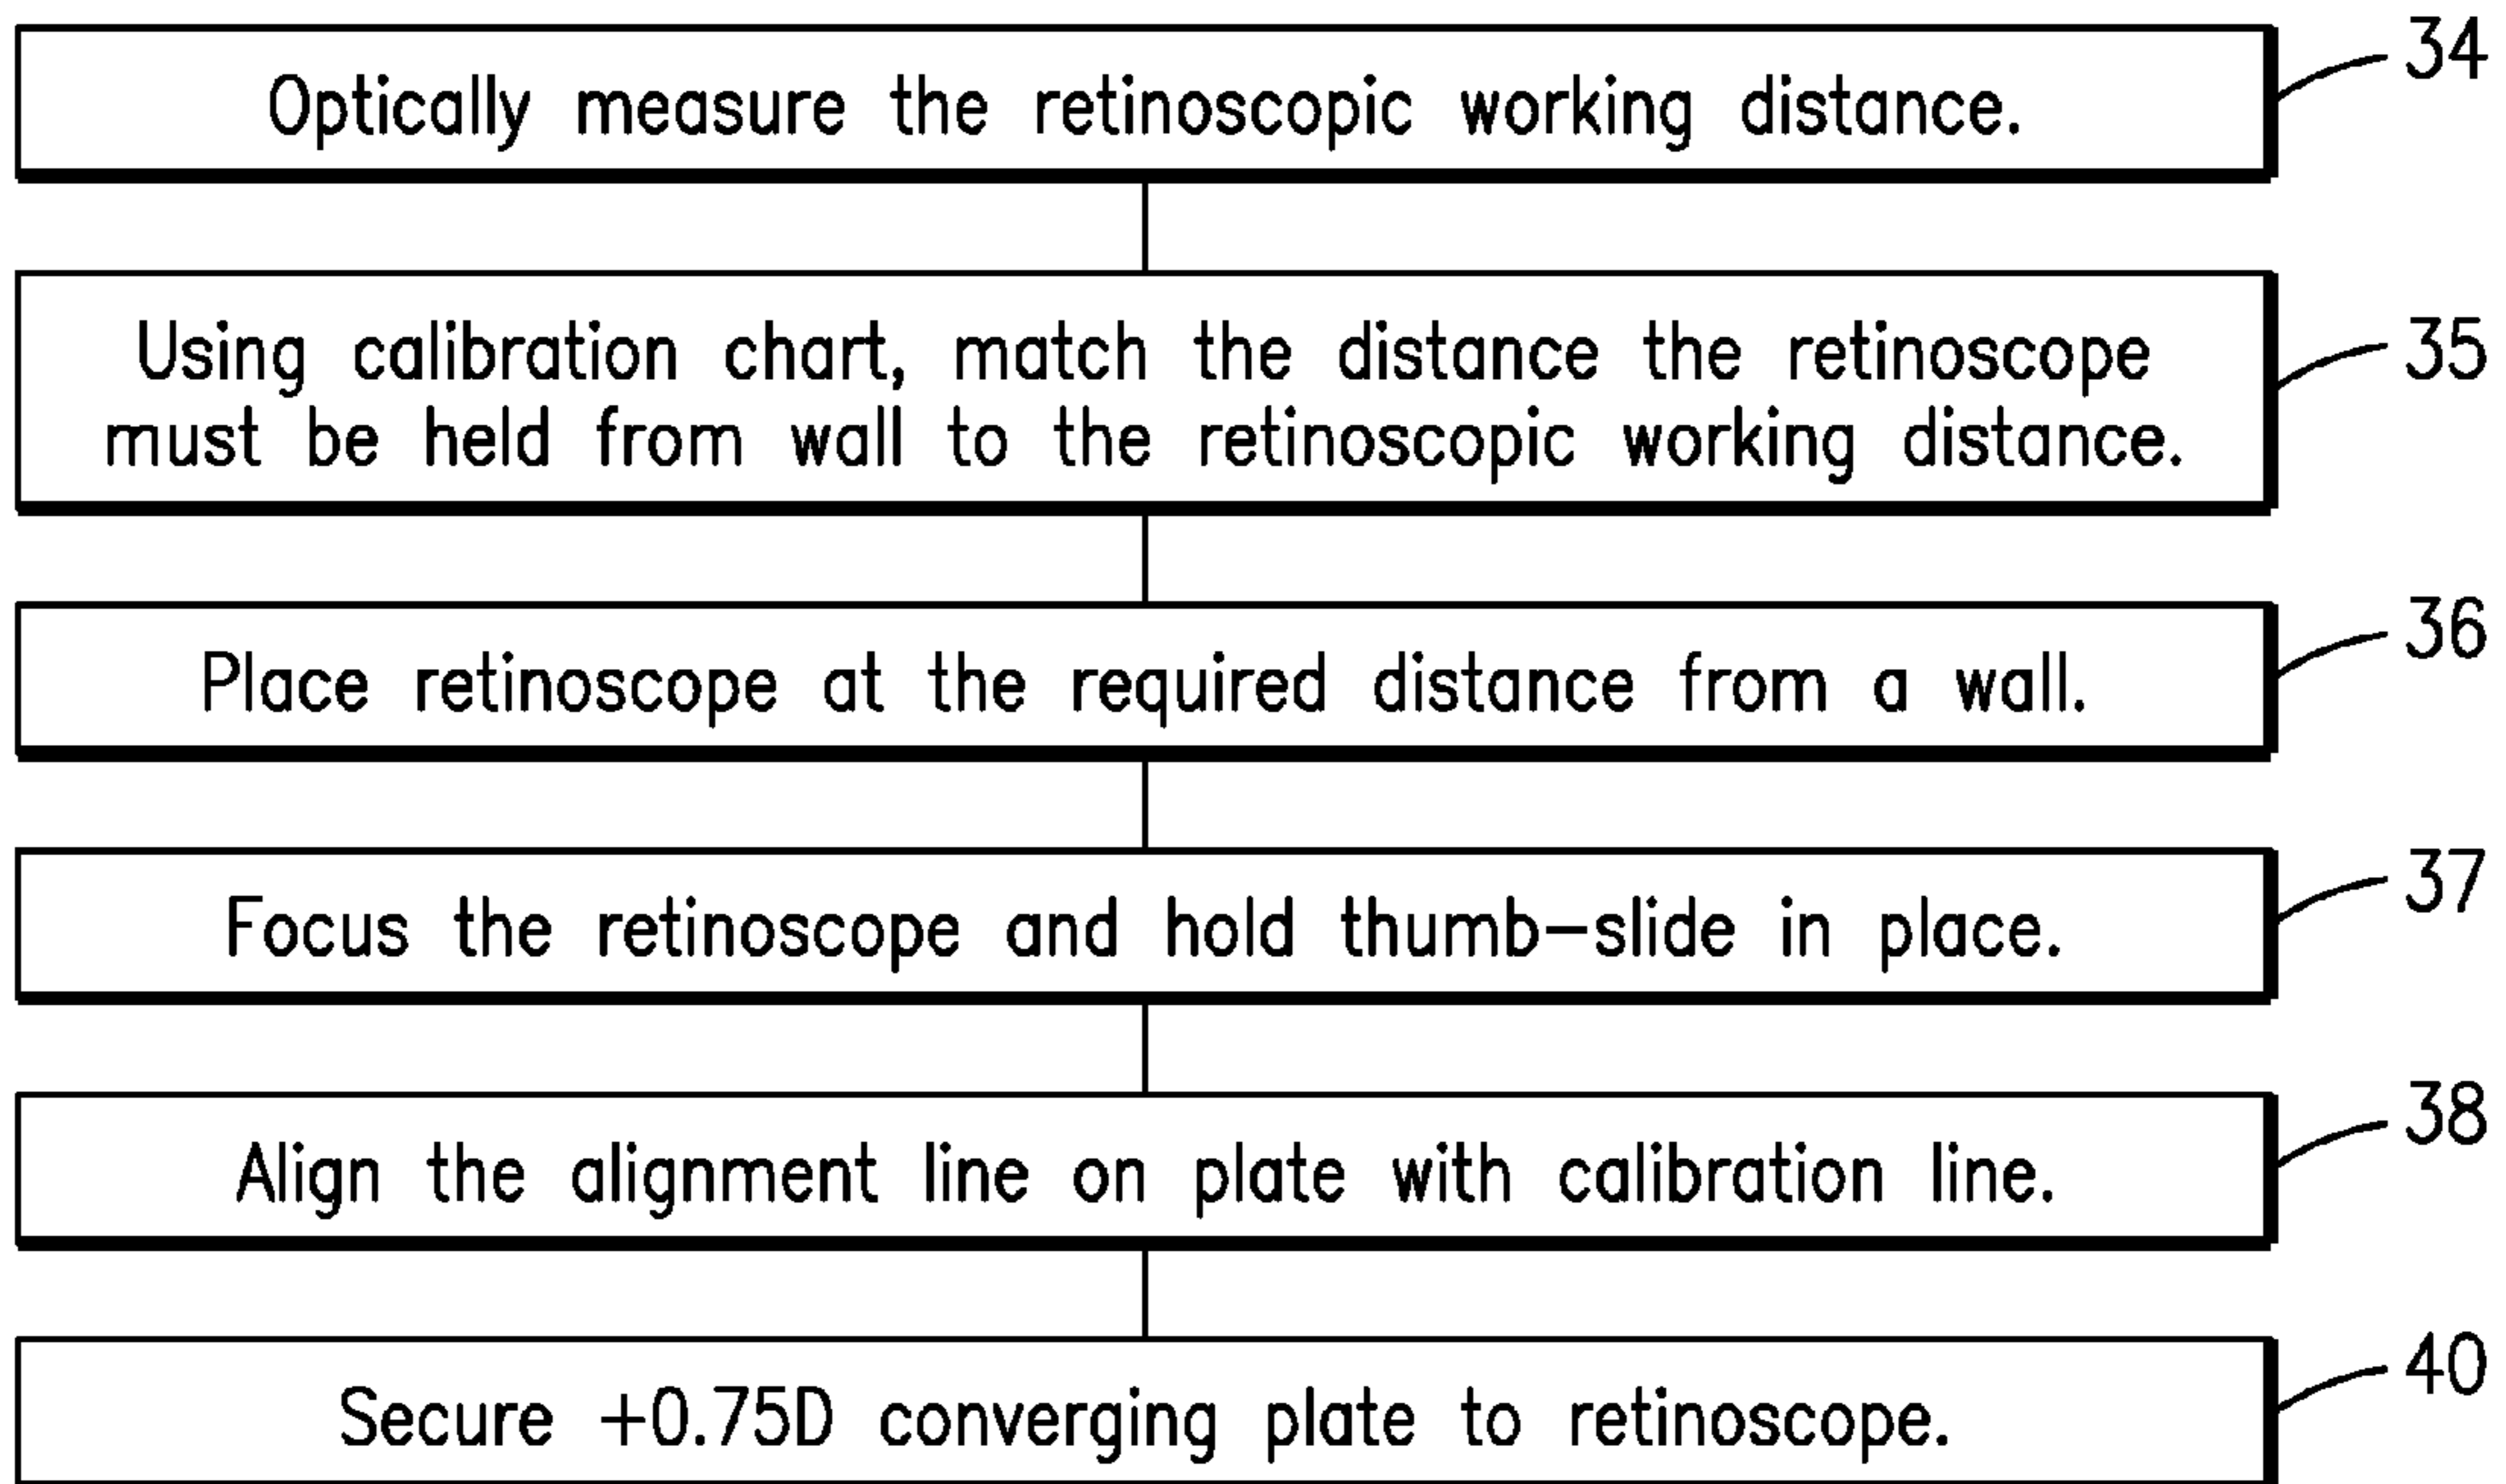 Optically measure the retinoscopic working distance.
34
Using calibration chart, match the distance the retinoscope
must be held from wall to the retinoscopic working distance.
35
Place retinoscope at the required distance from a wall.
36
Focus the retinoscope and hold thumb-slide in place.
37
Align the alignment line on plate with calibration line.
38
Secure +0.75D converging plate to retinoscope.
40